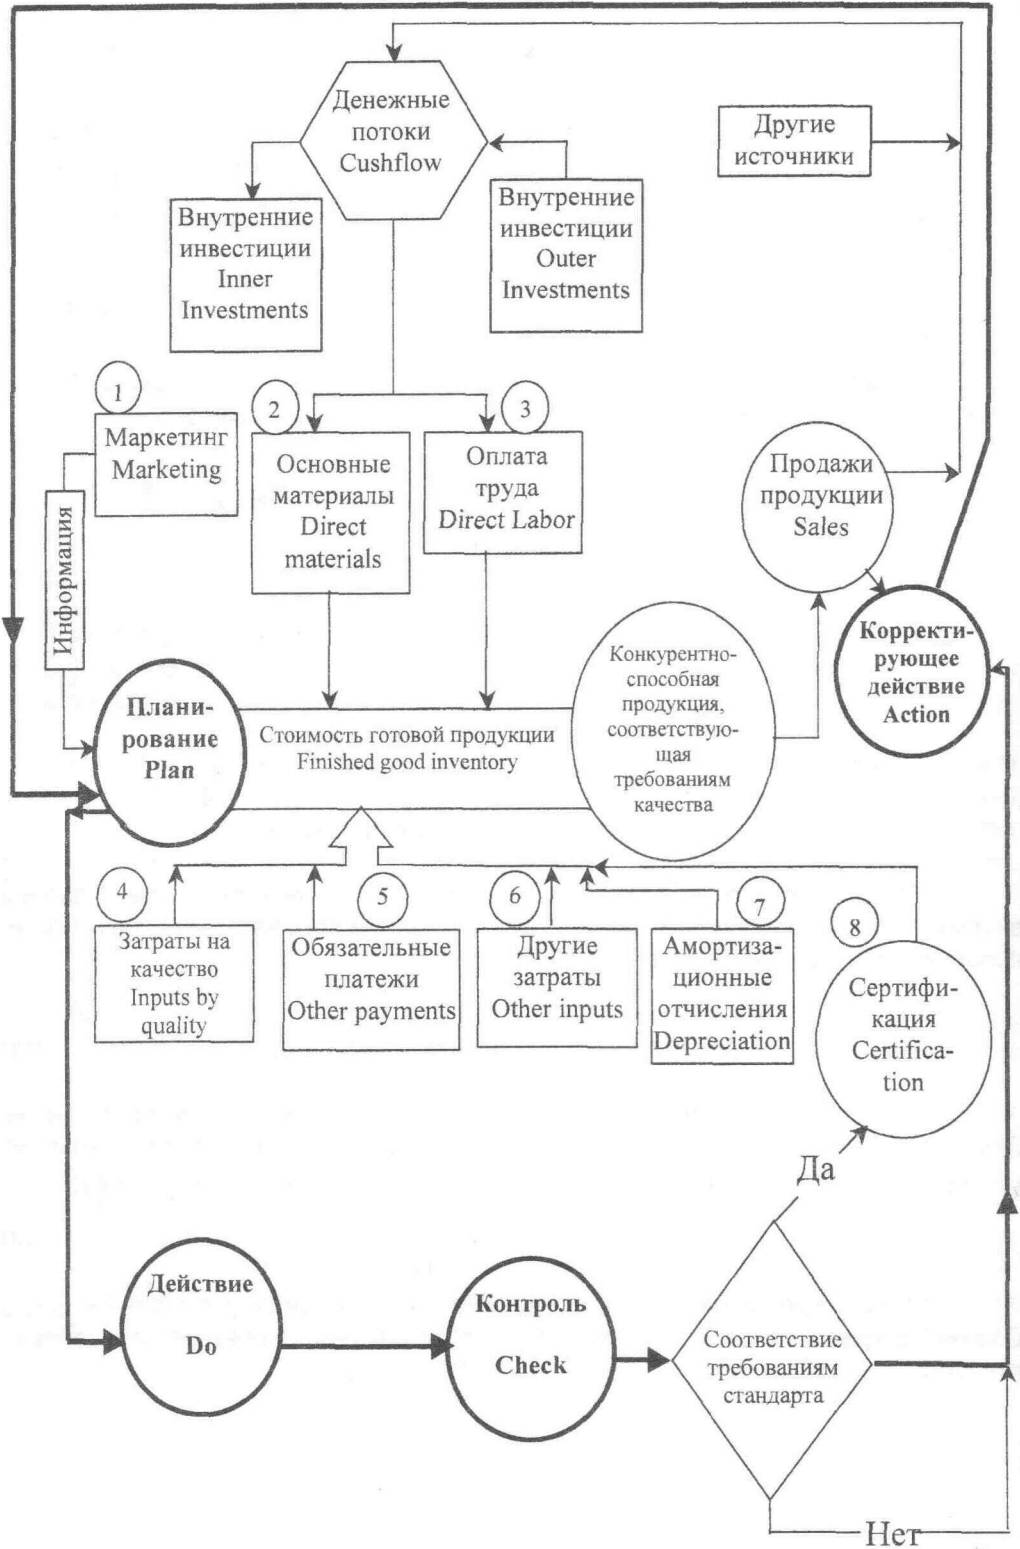 Денежные
потоки
Cushflow
Другие
источники
Внутренние
инвестиции
Inner
Investments
Внутренние
инвестиции
Outer
Investments
1
Маркетинг
Marketing
2
Основные
материалы
Direct
materials
3
Оплата
труда
Direct Labor
Продажи
продукции
Sales
Информация
Корректи-
рующее
действие
Action
Плани-
рование
Plan
Стоимость готовой продукции
Finished good inventory
Конкурентно-
способная
продукция,
соответствую-
щая
требованиям
качества
4
Затраты на
качество
Inputs by
quality
5
Обязательные
платежи
Other payments
6
Другие
затраты
Other inputs
7
Амортиза-
ционные
отчисления
Depreciation
8
Сертифи-
кация
Certifica-
tion
Да
Действие
Do
Контроль
Check
Соответствие
требованиям
стандарта
Нет